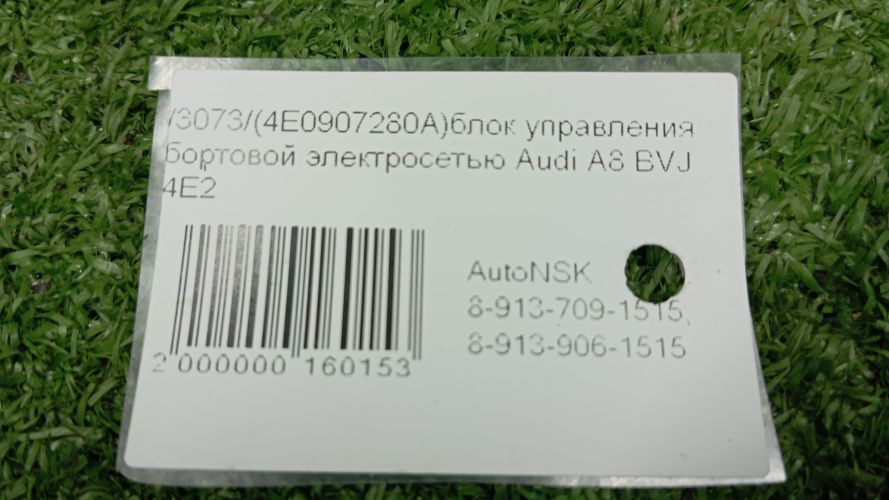 /3073/(4E0907280A)блок управления
бортовой электросетью Audi A8 BVJ
4E2
AutoNSK
8-913-709-1515,
8-913-906-1515
2 000000 160153